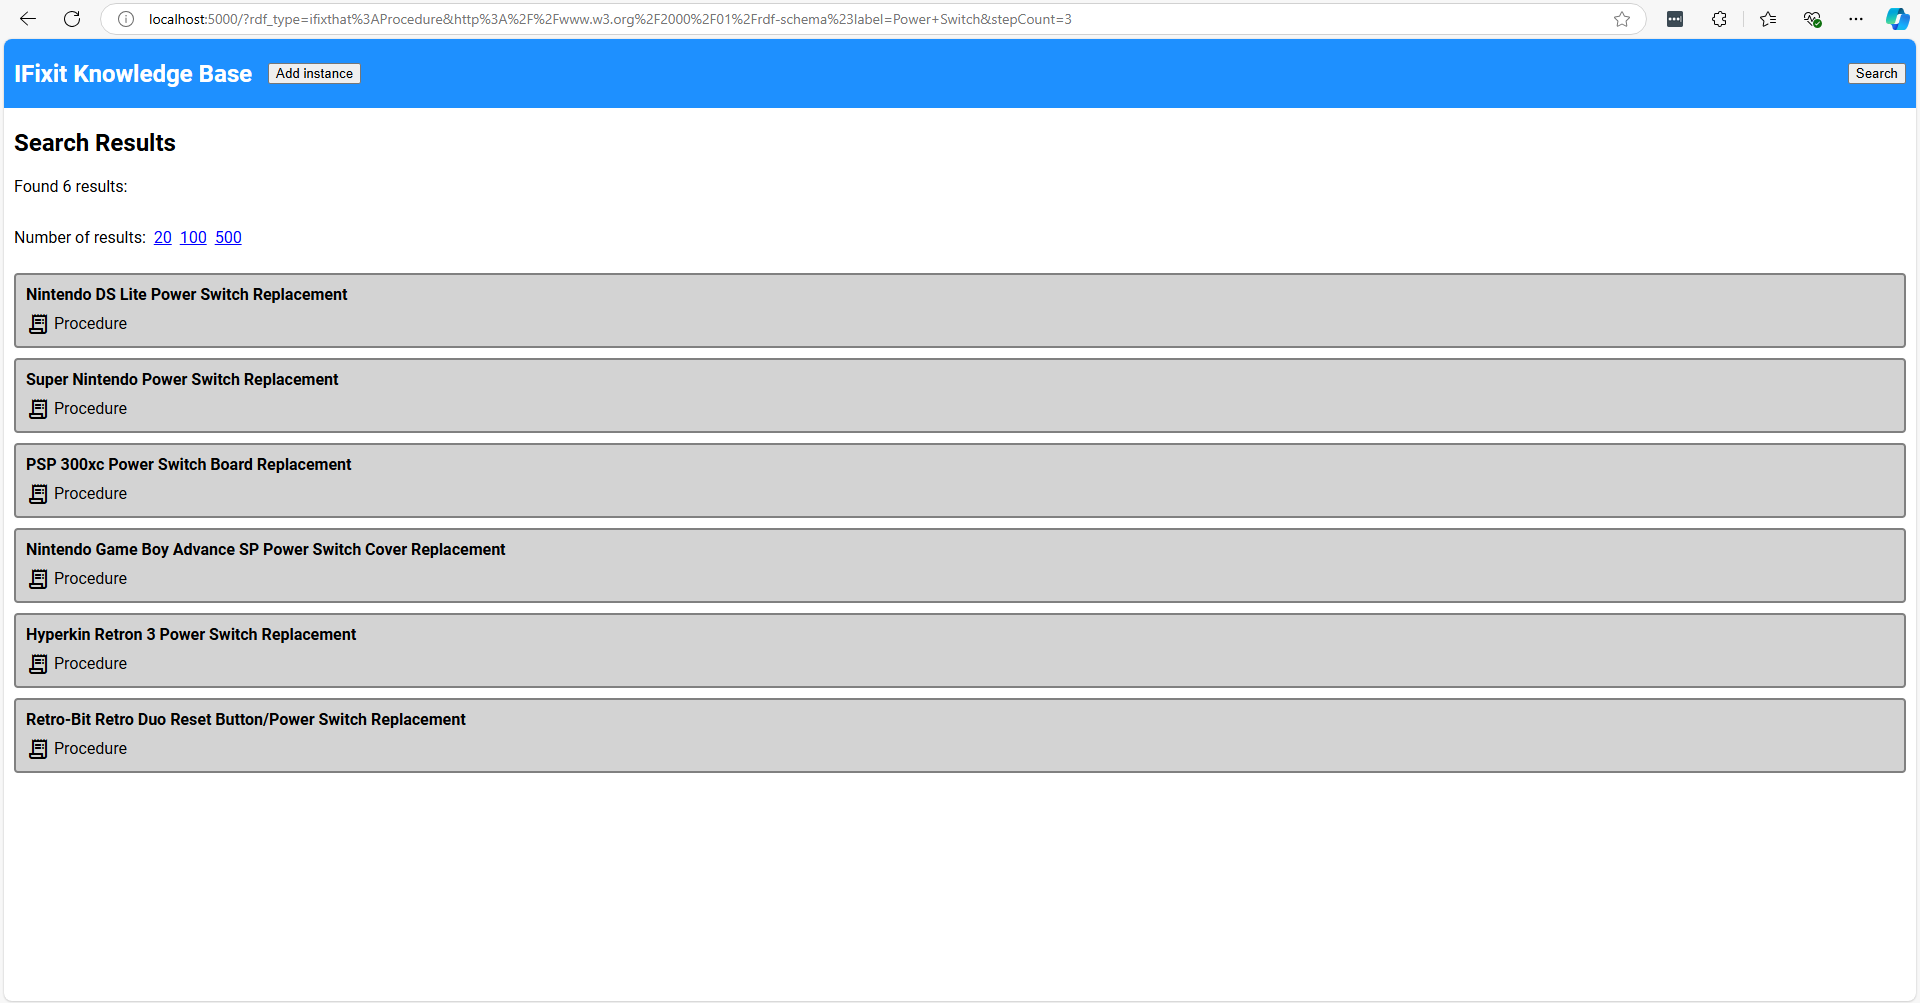 localhost:5000/?rdf_type=ifixthat%3AProcedure&http%3A%2F%2Fwww.w3.org%2F2000%2F01%2Frdf-schema%23label=Power+Switch&stepCount=3
IFixit Knowledge Base Add instance Search
Search Results
Found 6 results:
Number of results: 20 100 500
Nintendo DS Lite Power Switch Replacement
Procedure
Super Nintendo Power Switch Replacement
Procedure
PSP 300xc Power Switch Board Replacement
Procedure
Nintendo Game Boy Advance SP Power Switch Cover Replacement
Procedure
Hyperkin Retron 3 Power Switch Replacement
Procedure
Retro-Bit Retro Duo Reset Button/Power Switch Replacement
Procedure